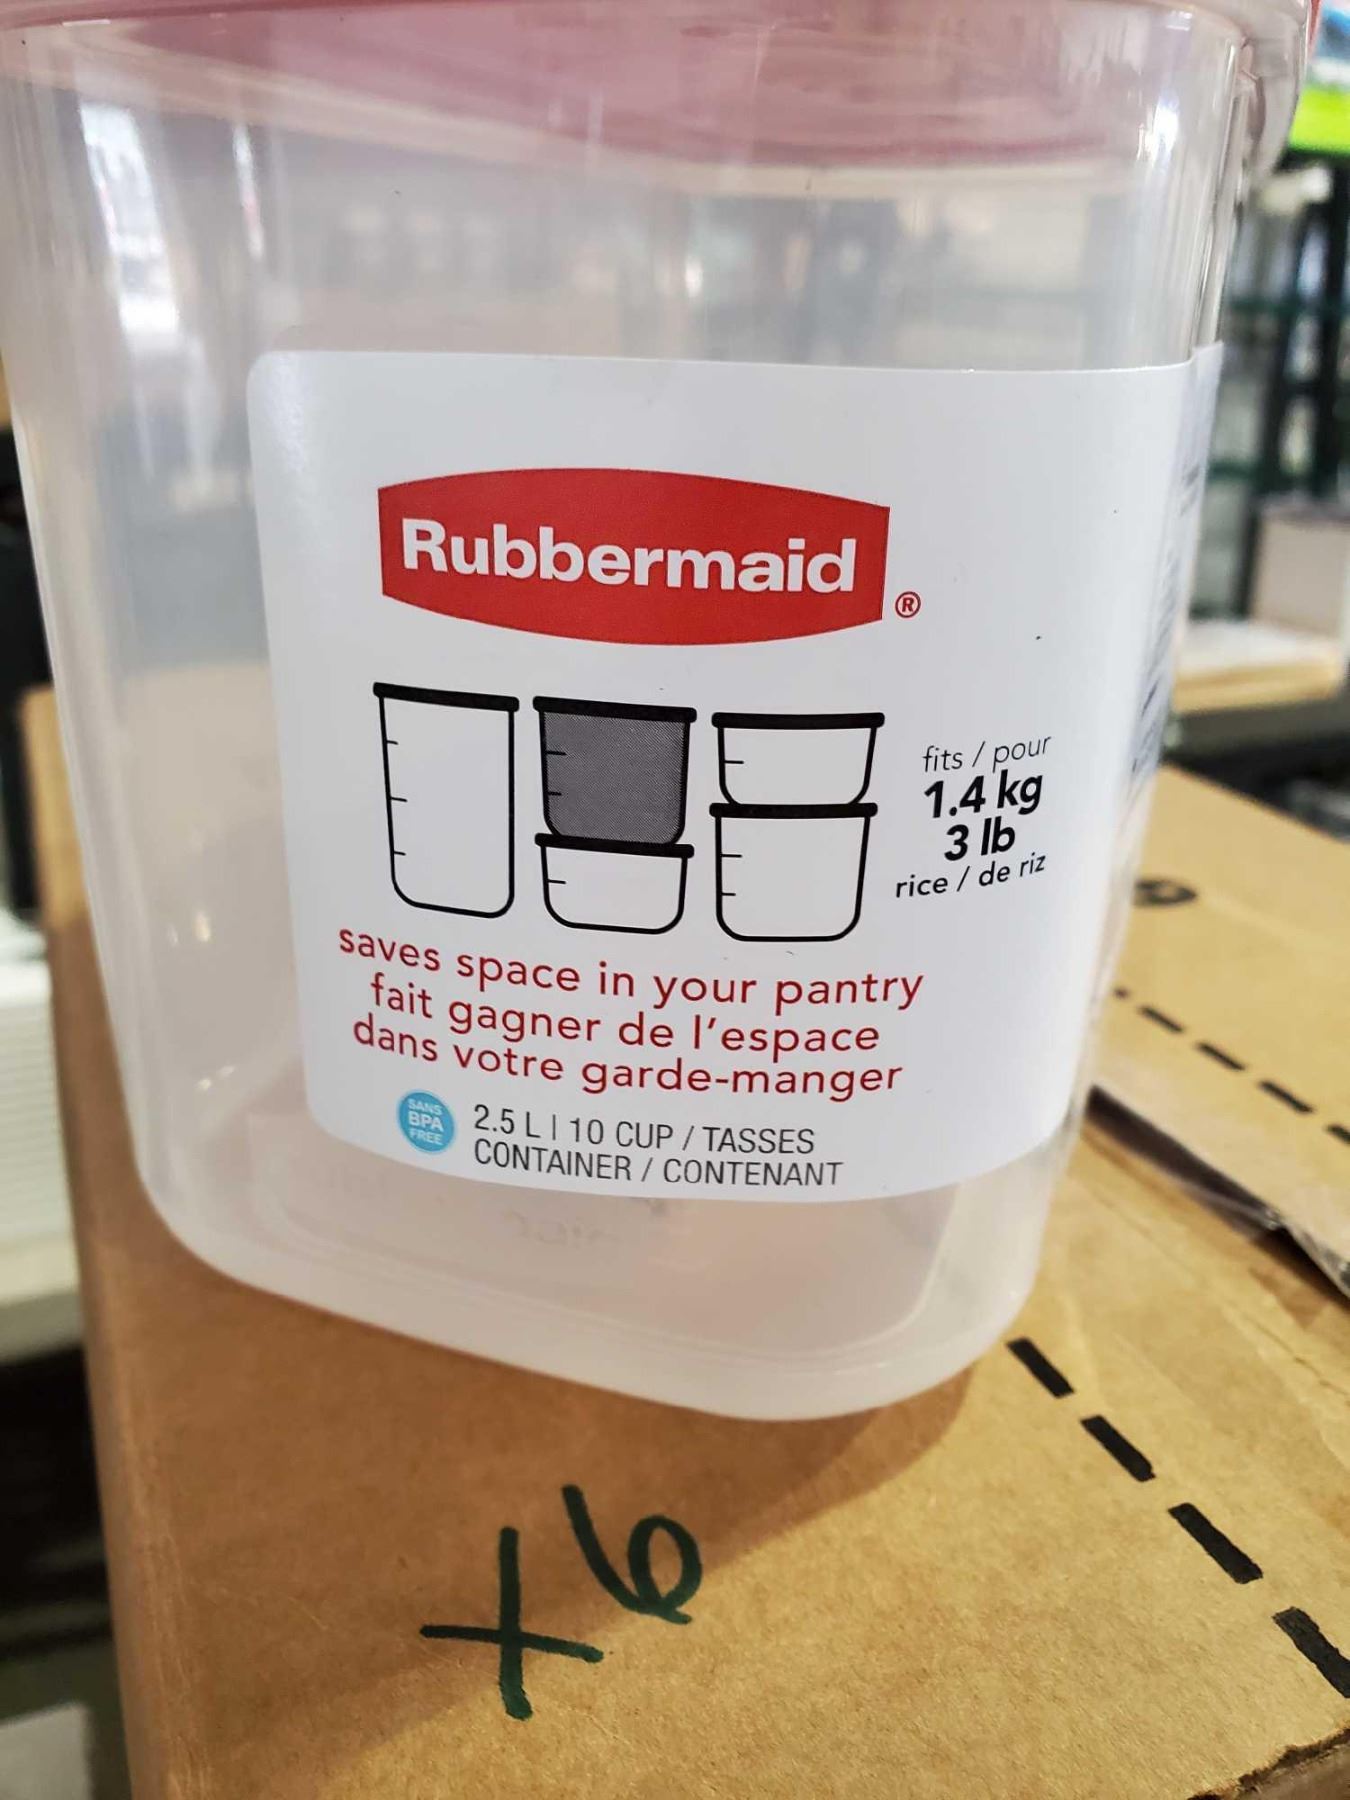 Rubbermaid
®
fits / pour
1.4 kg
3 lb
rice / de riz
saves space in your pantry
fait gagner de l'espace
dans votre garde-manger
SANS
BPA
FREE
2.5 L | 10 CUP / TASSES
CONTAINER / CONTENANT
x6